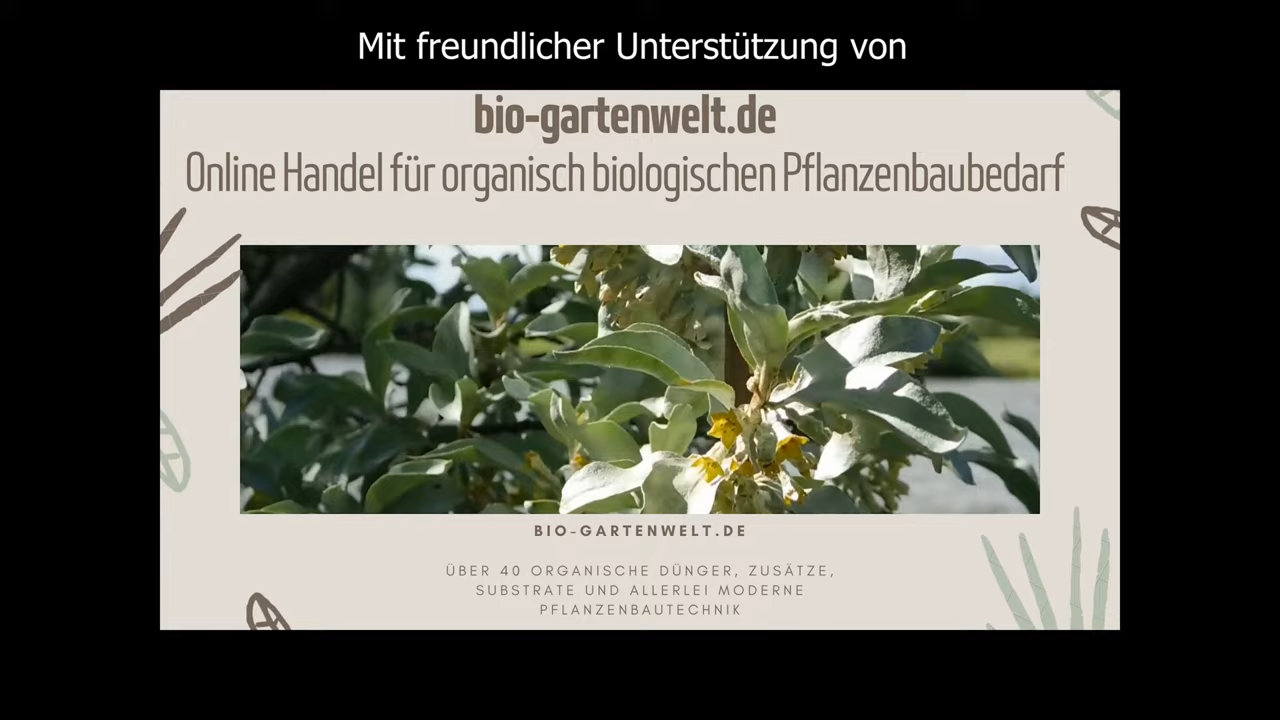 Mit freundlicher Unterstützung von
bio-gartenwelt.de
Online Handel für organisch biologischen Pflanzenbaubedarf
BIO-GARTENWELT.DE
ÜBER 40 ORGANISCHE DÜNGER, ZUSÄTZE,
SUBSTRATE UND ALLERLEI MODERNE
PFLANZENBAUTECHNIK